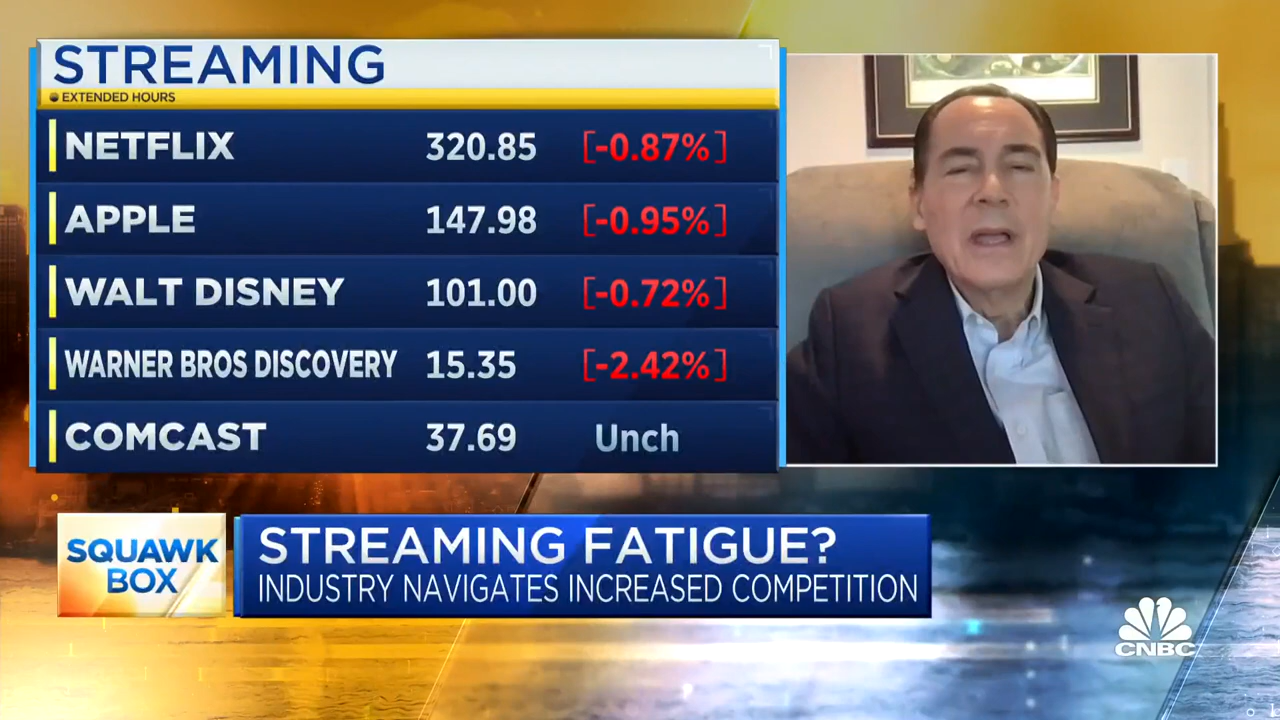 STREAMING
EXTENDED HOURS
NETFLIX 320.85 [-0.87%]
APPLE 147.98 [-0.95%]
WALT DISNEY 101.00 [-0.72%]
WARNER BROS DISCOVERY 15.35 [-2.42%]
COMCAST 37.69 Unch
SQUAWK
BOX
STREAMING FATIGUE?
INDUSTRY NAVIGATES INCREASED COMPETITION
CNBC